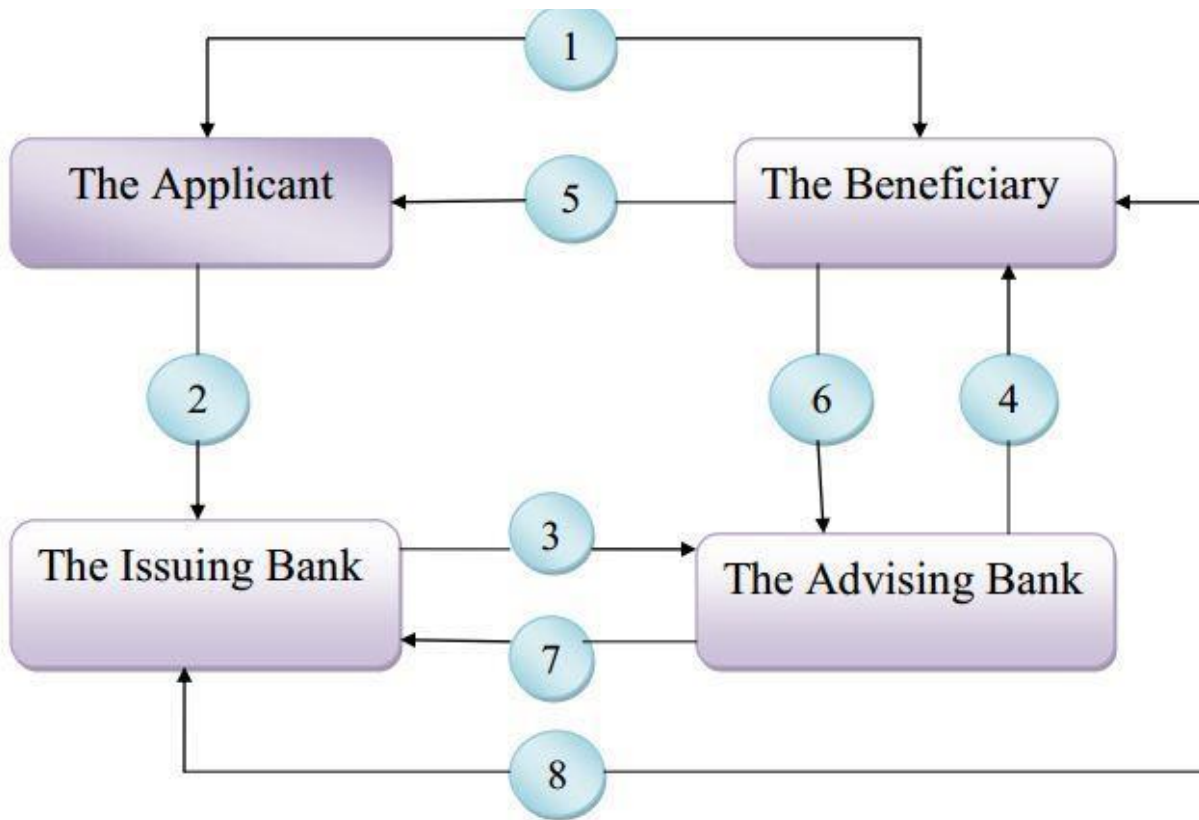 1
The Applicant
5
The Beneficiary
2
6
4
The Issuing Bank
3
The Advising Bank
7
8